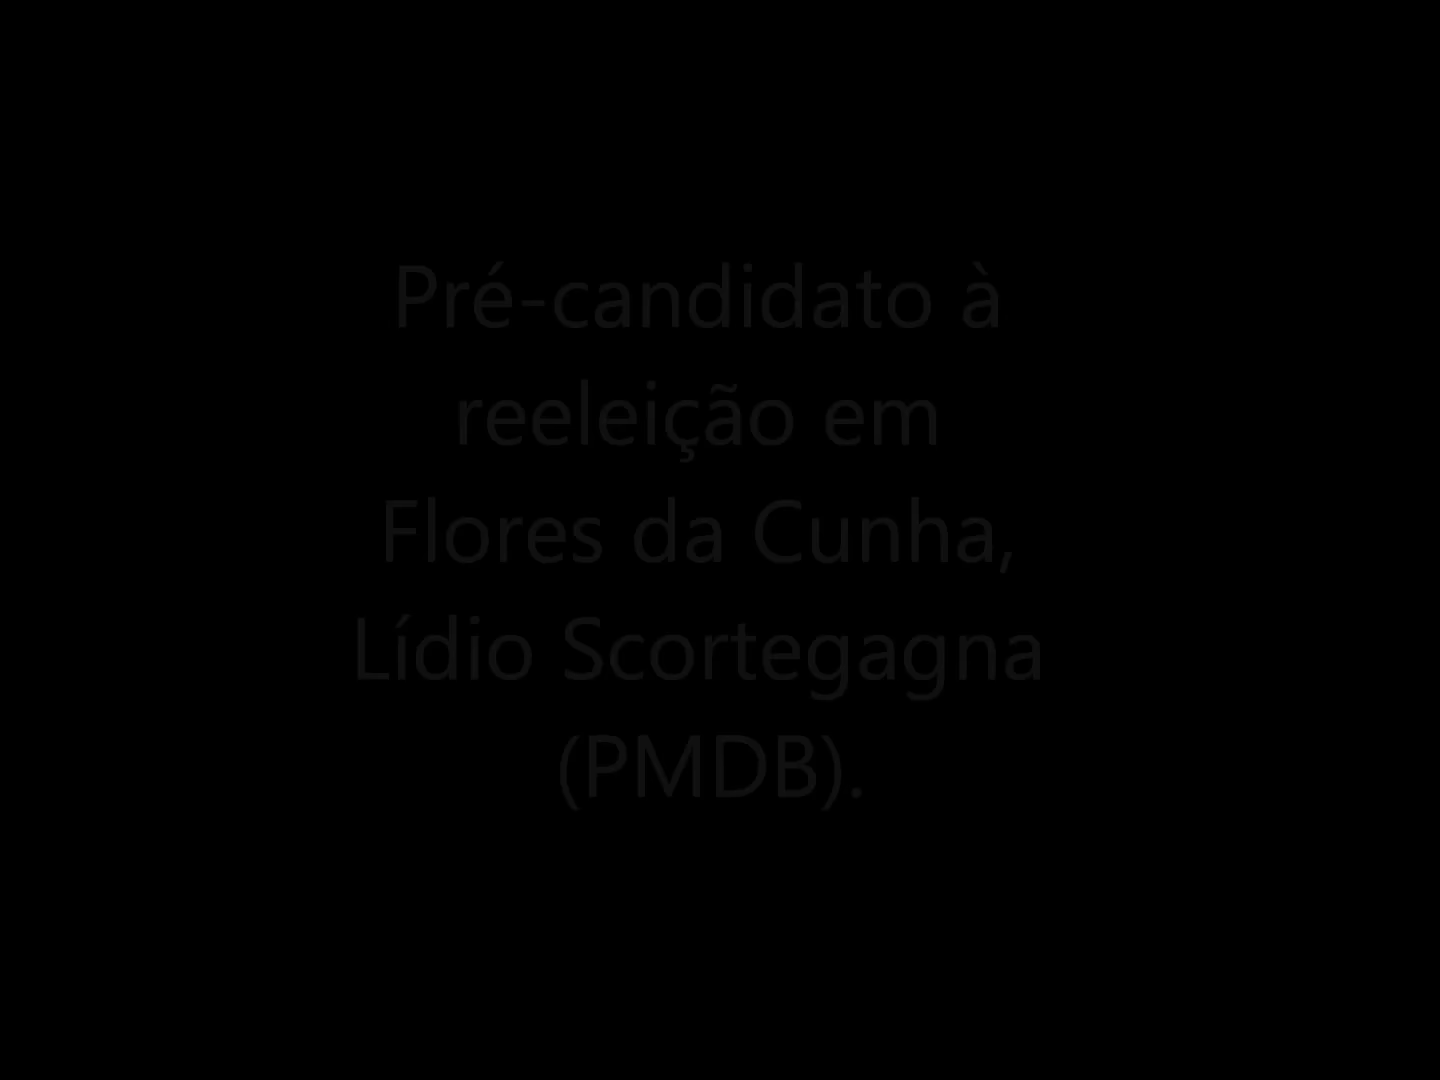 Pré-candidato à
reeleição em
Flores da Cunha,
Lídio Scortegagna
(PMDB).